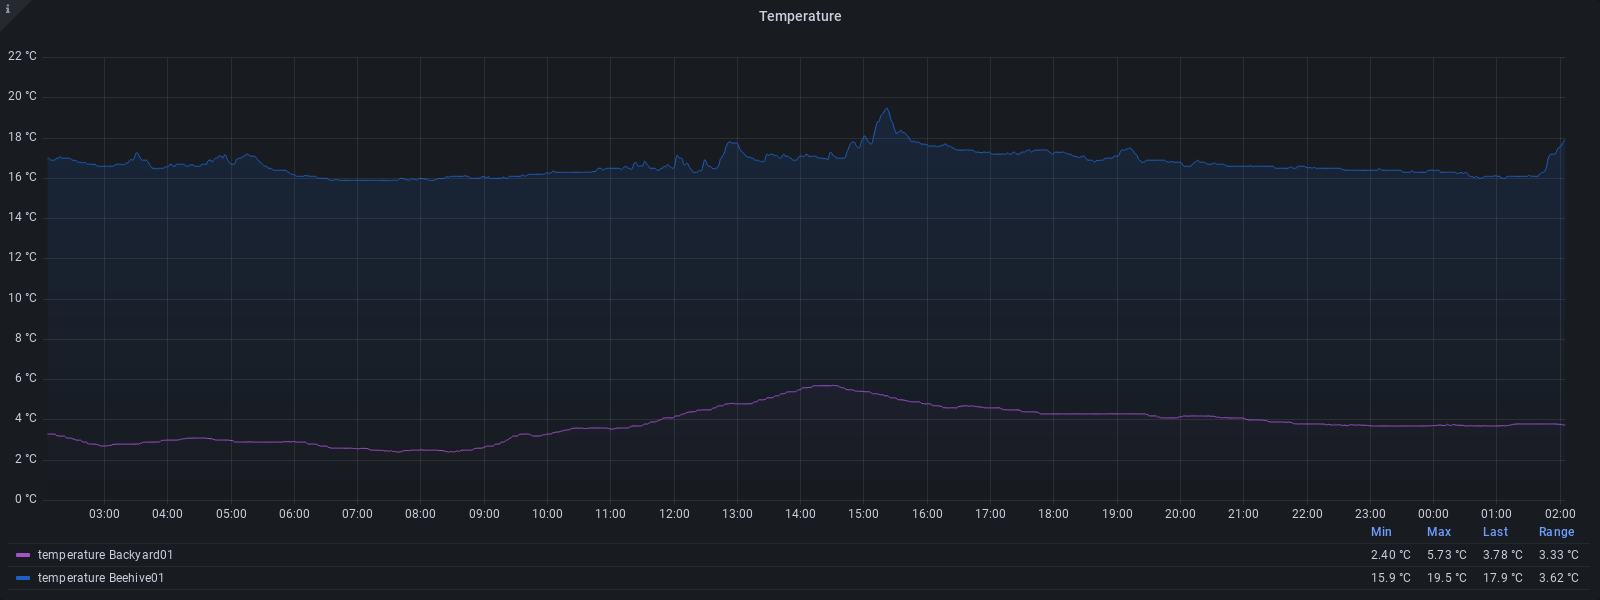 i
Temperature
22 °C
20 °C
18 °C
16 °C
14 °C
12 °C
10 °C
8 °C
6 °C
4 °C
2 °C
0 °C
03:00 04:00 05:00 06:00 07:00 08:00 09:00 10:00 11:00 12:00 13:00 14:00 15:00 16:00 17:00 18:00 19:00 20:00 21:00 22:00 23:00 00:00 01:00 02:00
Min Max Last Range
temperature Backyard01 2.40 °C 5.73 °C 3.78 °C 3.33 °C
temperature Beehive01 15.9 °C 19.5 °C 17.9 °C 3.62 °C